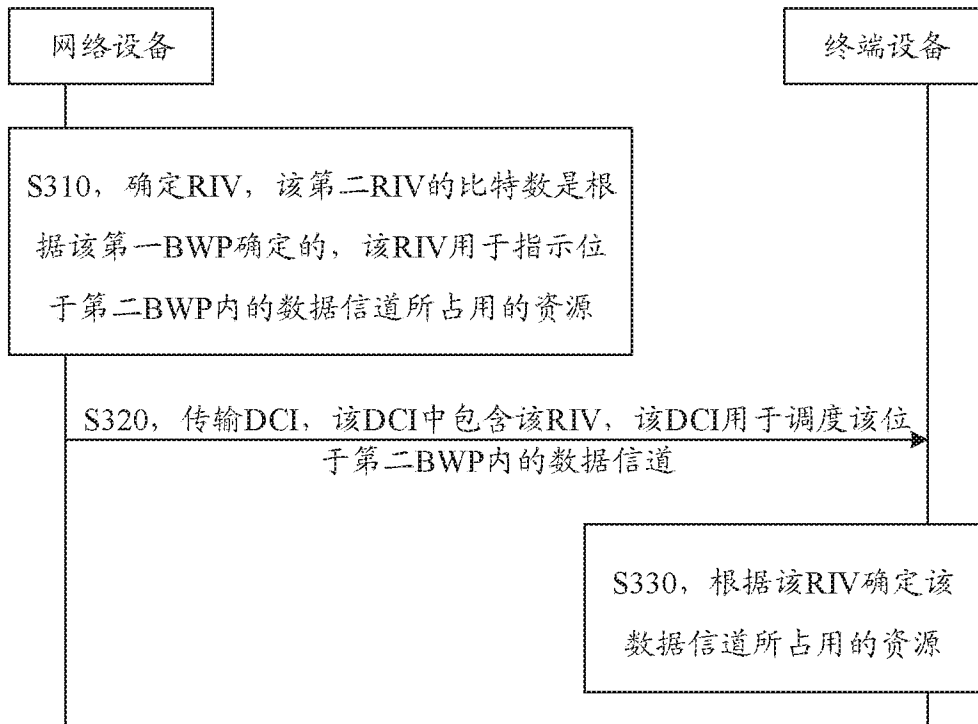 网络设备
终端设备
S310，确定RIV，该第二RIV的比特数是根
据该第一BWP确定的，该RIV用于指示位
于第二BWP内的数据信道所占用的资源
S320，传输DCI，该DCI中包含该RIV，该DCI用于调度该位
于第二BWP内的数据信道
S330，根据该RIV确定该
数据信道所占用的资源